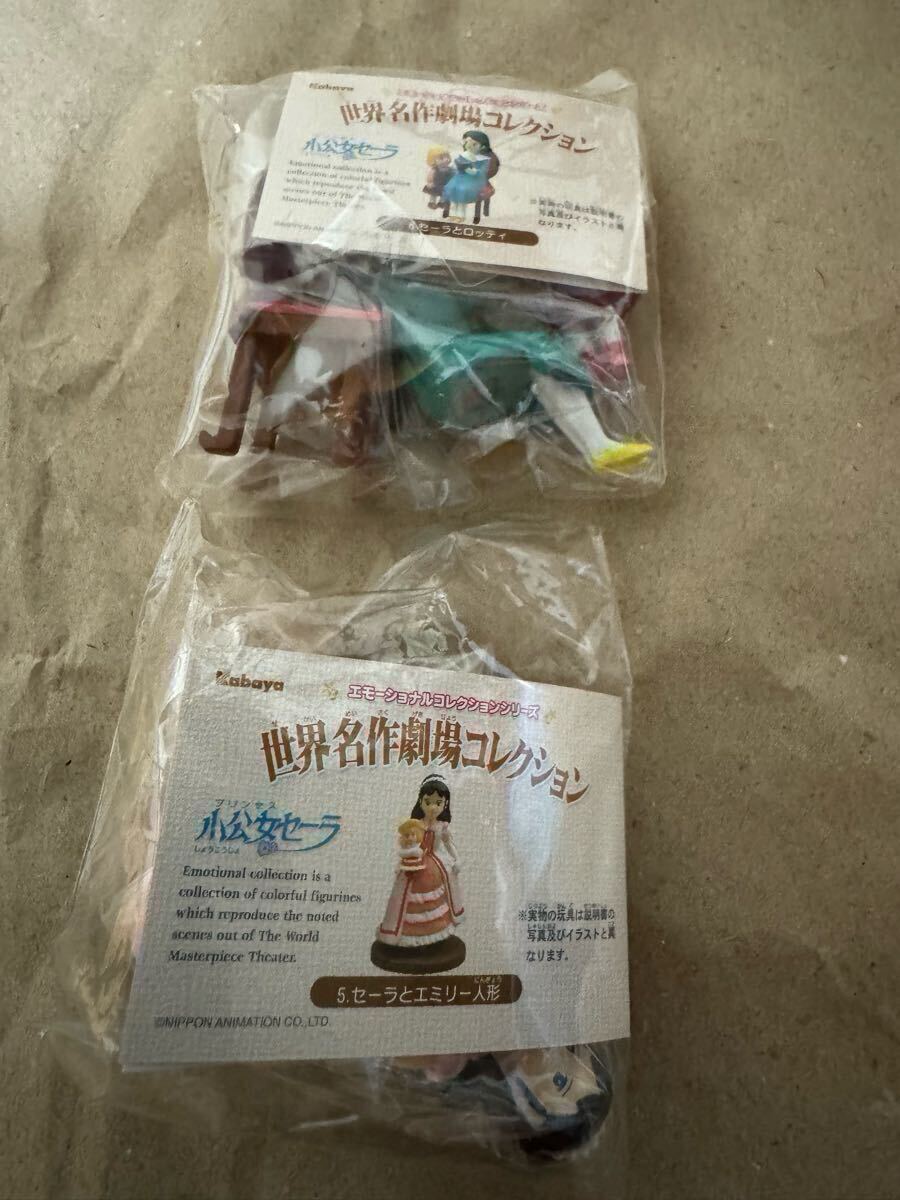 Kabaya
世界名作劇場コレクション
小公女セーラ
Emotional collection is a
collection of colorful figurines
which reproduce the
scenes out of The
Masterpiece Theater.
※実物の玩具は説明書の
写真及びイラストと異
なります。
6.セーラとロッティ
©NIPPON ANIMATION
Kabaya
エモーショナルコレクションシリーズ
せかいめいさくげきじょう
世界名作劇場コレクション
プリンセス
小公女セーラ
しょうこうじょ
Emotional collection is a
collection of colorful figurines
which reproduce the noted
scenes out of The World
Masterpiece Theater.
※実物の玩具は説明書の
写真及びイラストと異
なります。
にんぎょう
5.セーラとエミリー人形
©NIPPON ANIMATION CO.,LTD.